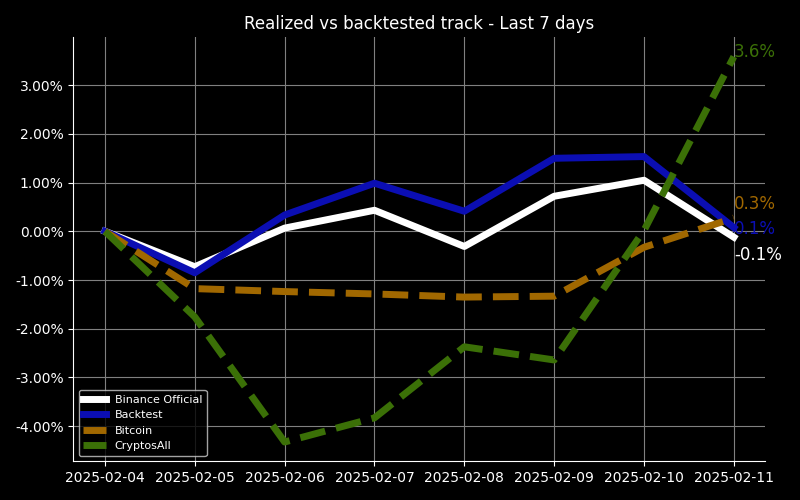 Realized vs backtested track - Last 7 days
3.6%
3.00%
2.00%
1.00%
0.3%
0.1%
0.00%
-0.1%
-1.00%
-2.00%
-3.00%
-4.00%
Binance Official
Backtest
Bitcoin
CryptosAll
2025-02-04 2025-02-05 2025-02-06 2025-02-07 2025-02-08 2025-02-09 2025-02-10 2025-02-11